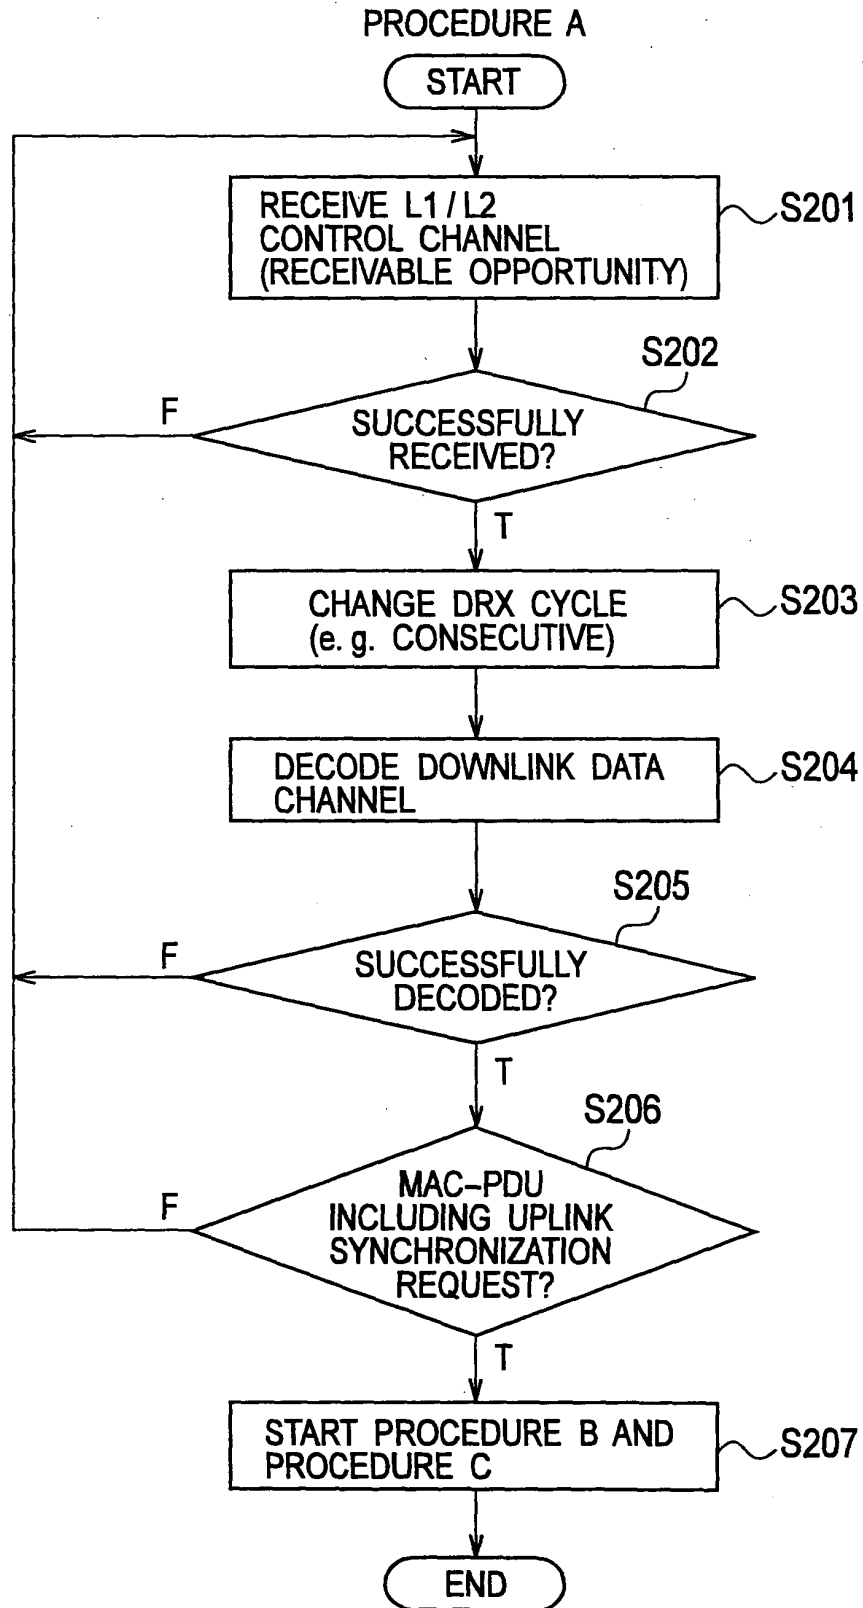 PROCEDURE A
START
RECEIVE L1/L2
CONTROL CHANNEL
(RECEIVABLE OPPORTUNITY)
S201
S202
F
SUCCESSFULLY
RECEIVED?
T
CHANGE DRX CYCLE
(e.g. CONSECUTIVE)
S203
DECODE DOWNLINK DATA
CHANNEL
S204
S205
F
SUCCESSFULLY
DECODED?
T
S206
F
MAC-PDU
INCLUDING UPLINK
SYNCHRONIZATION
REQUEST?
T
START PROCEDURE B AND
PROCEDURE C
S207
END